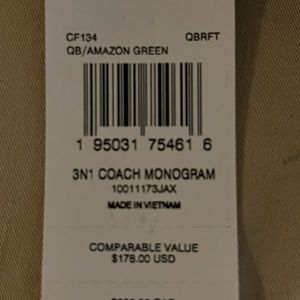 CF134 QBRFT
QB/AMAZON GREEN
1 95031 75461 6
3N1 COACH MONOGRAM
10011173JAX
MADE IN VIETNAM
COMPARABLE VALUE
$178.00 USD